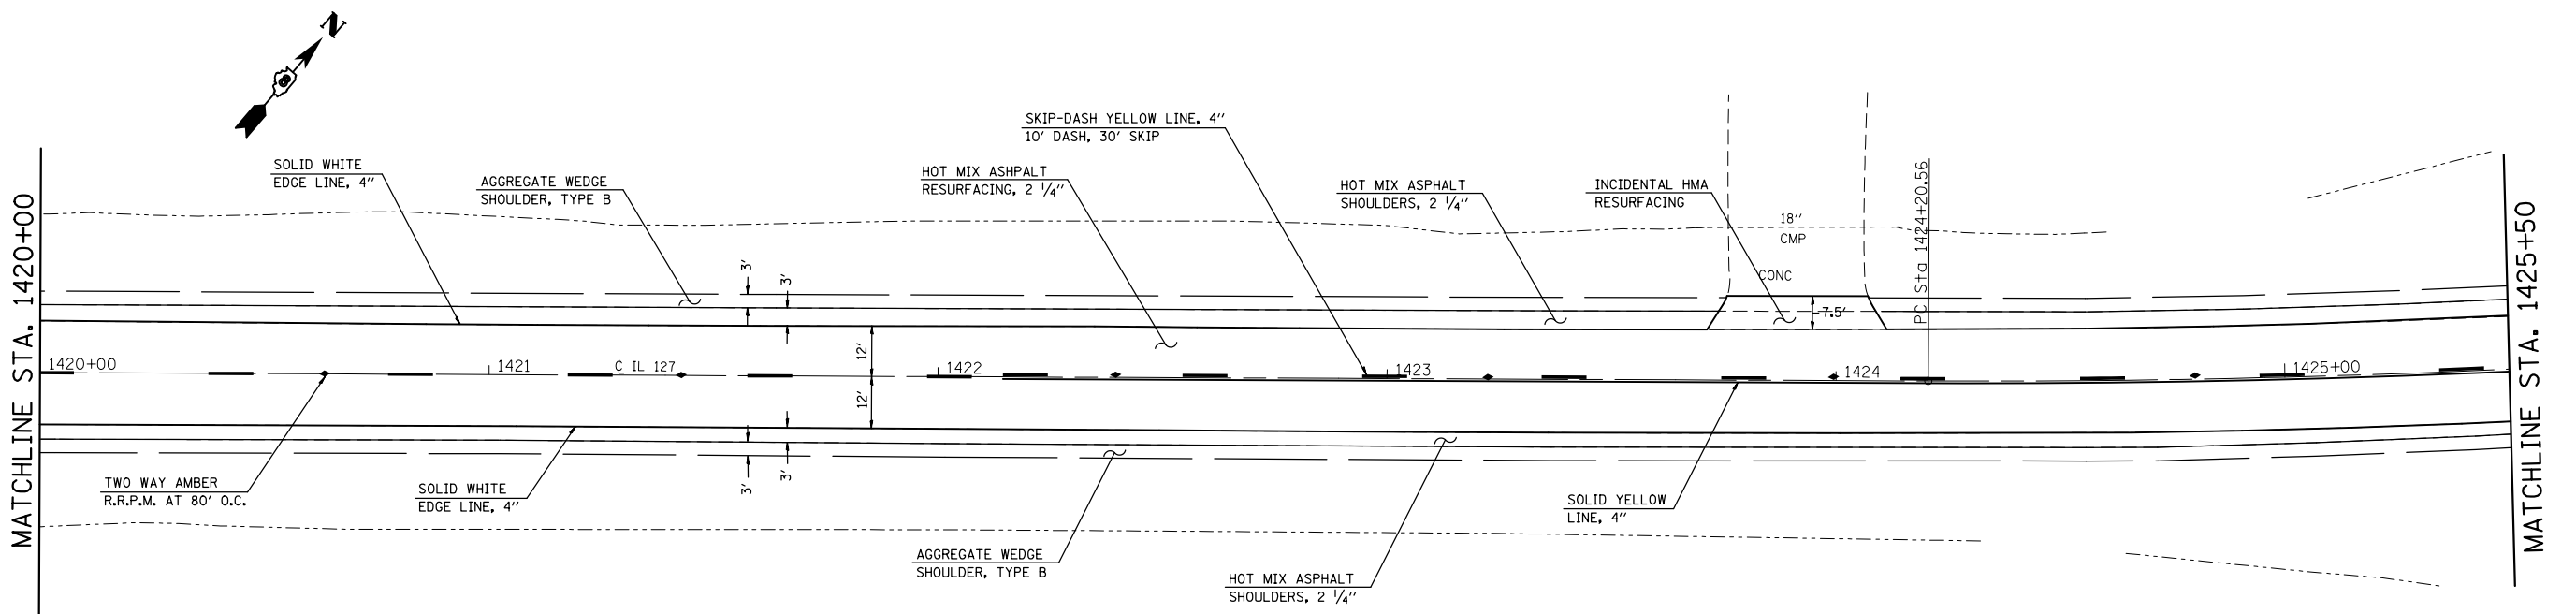 N
SKIP-DASH YELLOW LINE, 4"
10' DASH, 30' SKIP
SOLID WHITE
EDGE LINE, 4"
AGGREGATE WEDGE
SHOULDER, TYPE B
HOT MIX ASHPALT
RESURFACING, 2 1/4"
HOT MIX ASPHALT
SHOULDERS, 2 1/4"
INCIDENTAL HMA
RESURFACING
PC Sta 1424+20.56
18"
CMP
CONC
MATCHLINE STA. 1420+00
MATCHLINE STA. 1425+50
3'
3'
7.5'
12'
1420+00
1421
℄ IL 127
1422
1423
1424
1425+00
12'
3'
3'
TWO WAY AMBER
R.R.P.M. AT 80' O.C.
SOLID WHITE
EDGE LINE, 4"
SOLID YELLOW
LINE, 4"
AGGREGATE WEDGE
SHOULDER, TYPE B
HOT MIX ASPHALT
SHOULDERS, 2 1/4"